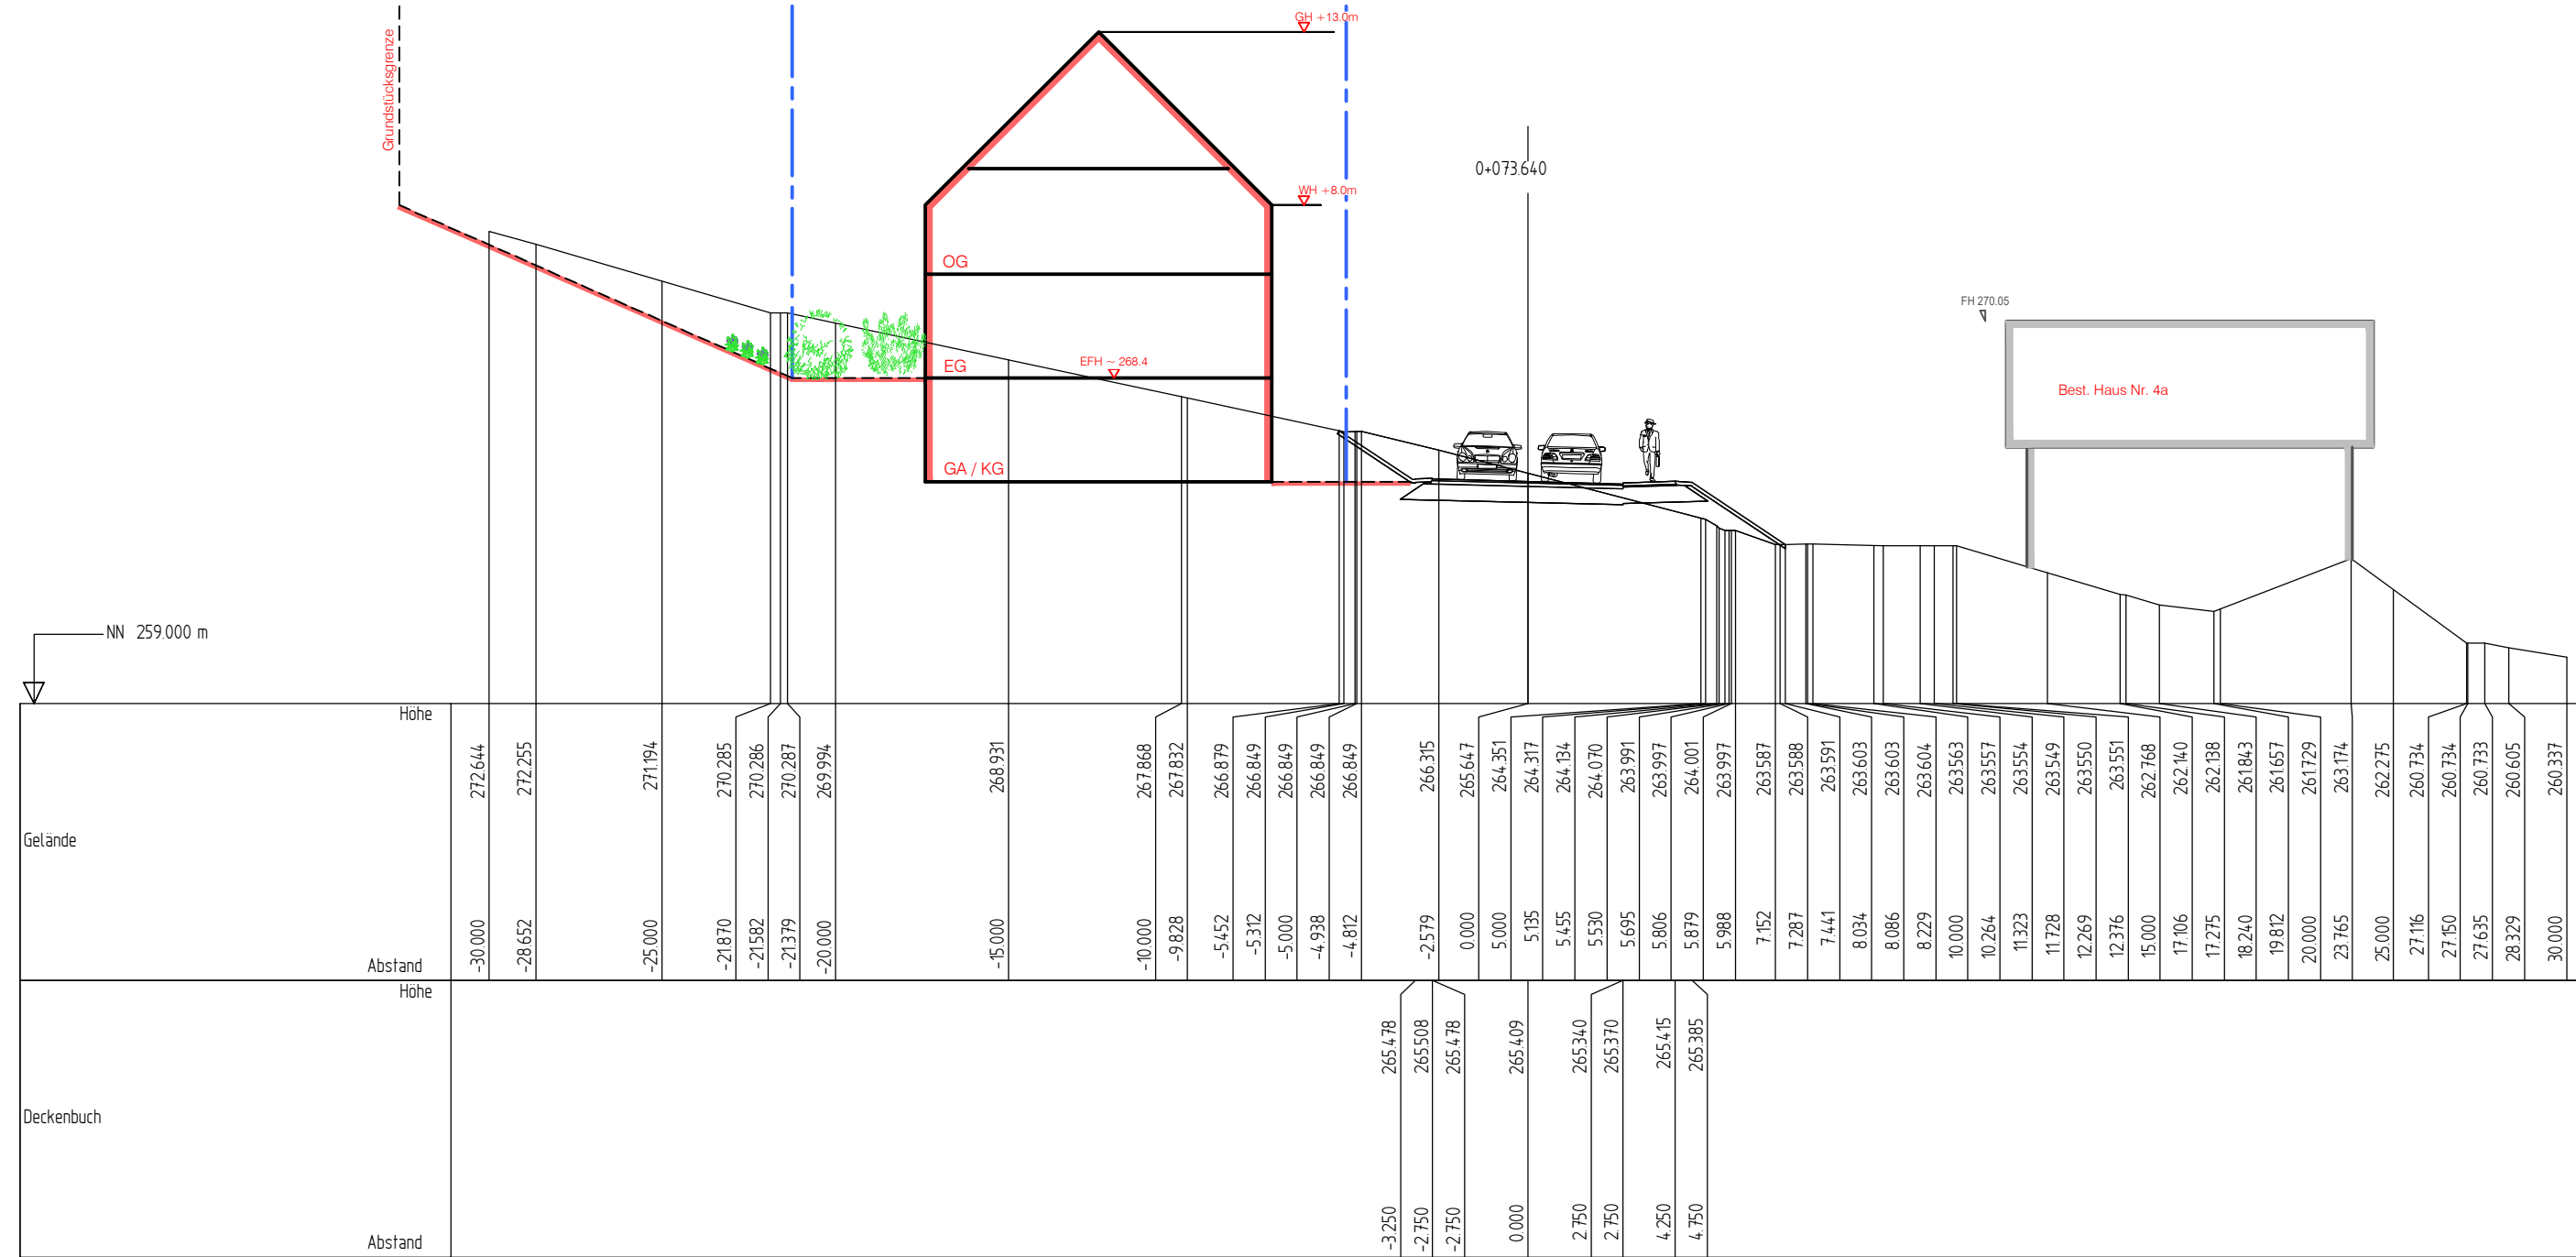 GH +13.0m
Grundstücksgrenze
0+073.640
WH +8.0m
OG
FH 270.05
EFH ~ 268.4
EG
Best. Haus Nr. 4a
GA / KG
NN 259.000 m
Höhe
272.644 272.255 271.194 270.285 270.286 270.287 269.994 268.931 267.868 267.832 266.879 266.849 266.849 266.849 266.849 266.315 265.647 264.351 264.317 264.134 264.070 263.991 263.997 264.001 263.997 263.587 263.588 263.591 263.603 263.603 263.604 263.563 263.557 263.554 263.549 263.550 263.551 262.768 262.140 262.138 261.843 261.657 261.729 263.174 262.275 260.734 260.734 260.733 260.605 260.337
Gelände
-30.000 -28.652 -25.000 -21.870 -21.582 -21.379 -20.000 -15.000 -10.000 -9.828 -5.452 -5.312 -5.000 -4.938 -4.812 -2.579 0.000 5.000 5.135 5.455 5.530 5.695 5.806 5.879 5.988 7.152 7.287 7.441 8.034 8.086 8.229 10.000 10.264 11.323 11.728 12.269 12.376 15.000 17.106 17.275 18.240 19.812 20.000 23.765 25.000 27.116 27.150 27.635 28.329 30.000
Abstand
Höhe
265.478 265.508 265.478 265.409 265.340 265.370 265.415 265.385
Deckenbuch
-3.250 -2.750 -2.750 0.000 2.750 2.750 4.250 4.750
Abstand